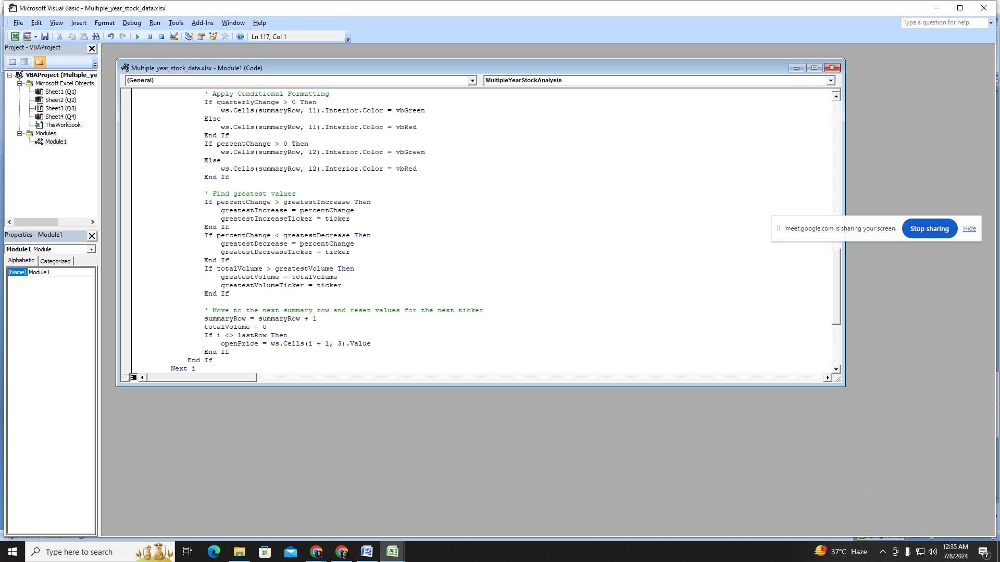 Microsoft Visual Basic - Multiple_year_stock_data.xlsx
File Edit View Insert Format Debug Run Tools Add-Ins Window Help
Type a question for help
Ln 117, Col 1
Project - VBAProject
VBAProject (Multiple_ye
Microsoft Excel Objects
Sheet1 (Q1)
Sheet2 (Q2)
Sheet3 (Q3)
Sheet4 (Q4)
ThisWorkbook
Modules
Module1
Properties - Module1
Module1 Module
Alphabetic Categorized
(Name) Module1
Multiple_year_stock_data.xlsx - Module1 (Code)
(General)
MultipleYearStockAnalysis
' Apply Conditional Formatting
If quarterlyChange > 0 Then
ws.Cells(summaryRow, 11).Interior.Color = vbGreen
Else
ws.Cells(summaryRow, 11).Interior.Color = vbRed
End If
If percentChange > 0 Then
ws.Cells(summaryRow, 12).Interior.Color = vbGreen
Else
ws.Cells(summaryRow, 12).Interior.Color = vbRed
End If
' Find greatest values
If percentChange > greatestIncrease Then
greatestIncrease = percentChange
greatestIncreaseTicker = ticker
End If
If percentChange < greatestDecrease Then
greatestDecrease = percentChange
greatestDecreaseTicker = ticker
End If
If totalVolume > greatestVolume Then
greatestVolume = totalVolume
greatestVolumeTicker = ticker
End If
' Move to the next summary row and reset values for the next ticker
summaryRow = summaryRow + 1
totalVolume = 0
If i <> lastRow Then
openPrice = ws.Cells(i + 1, 3).Value
End If
End If
Next i
meet.google.com is sharing your screen.
Stop sharing
Hide
Type here to search
1
37°C Haze
12:35 AM
7/8/2024
7